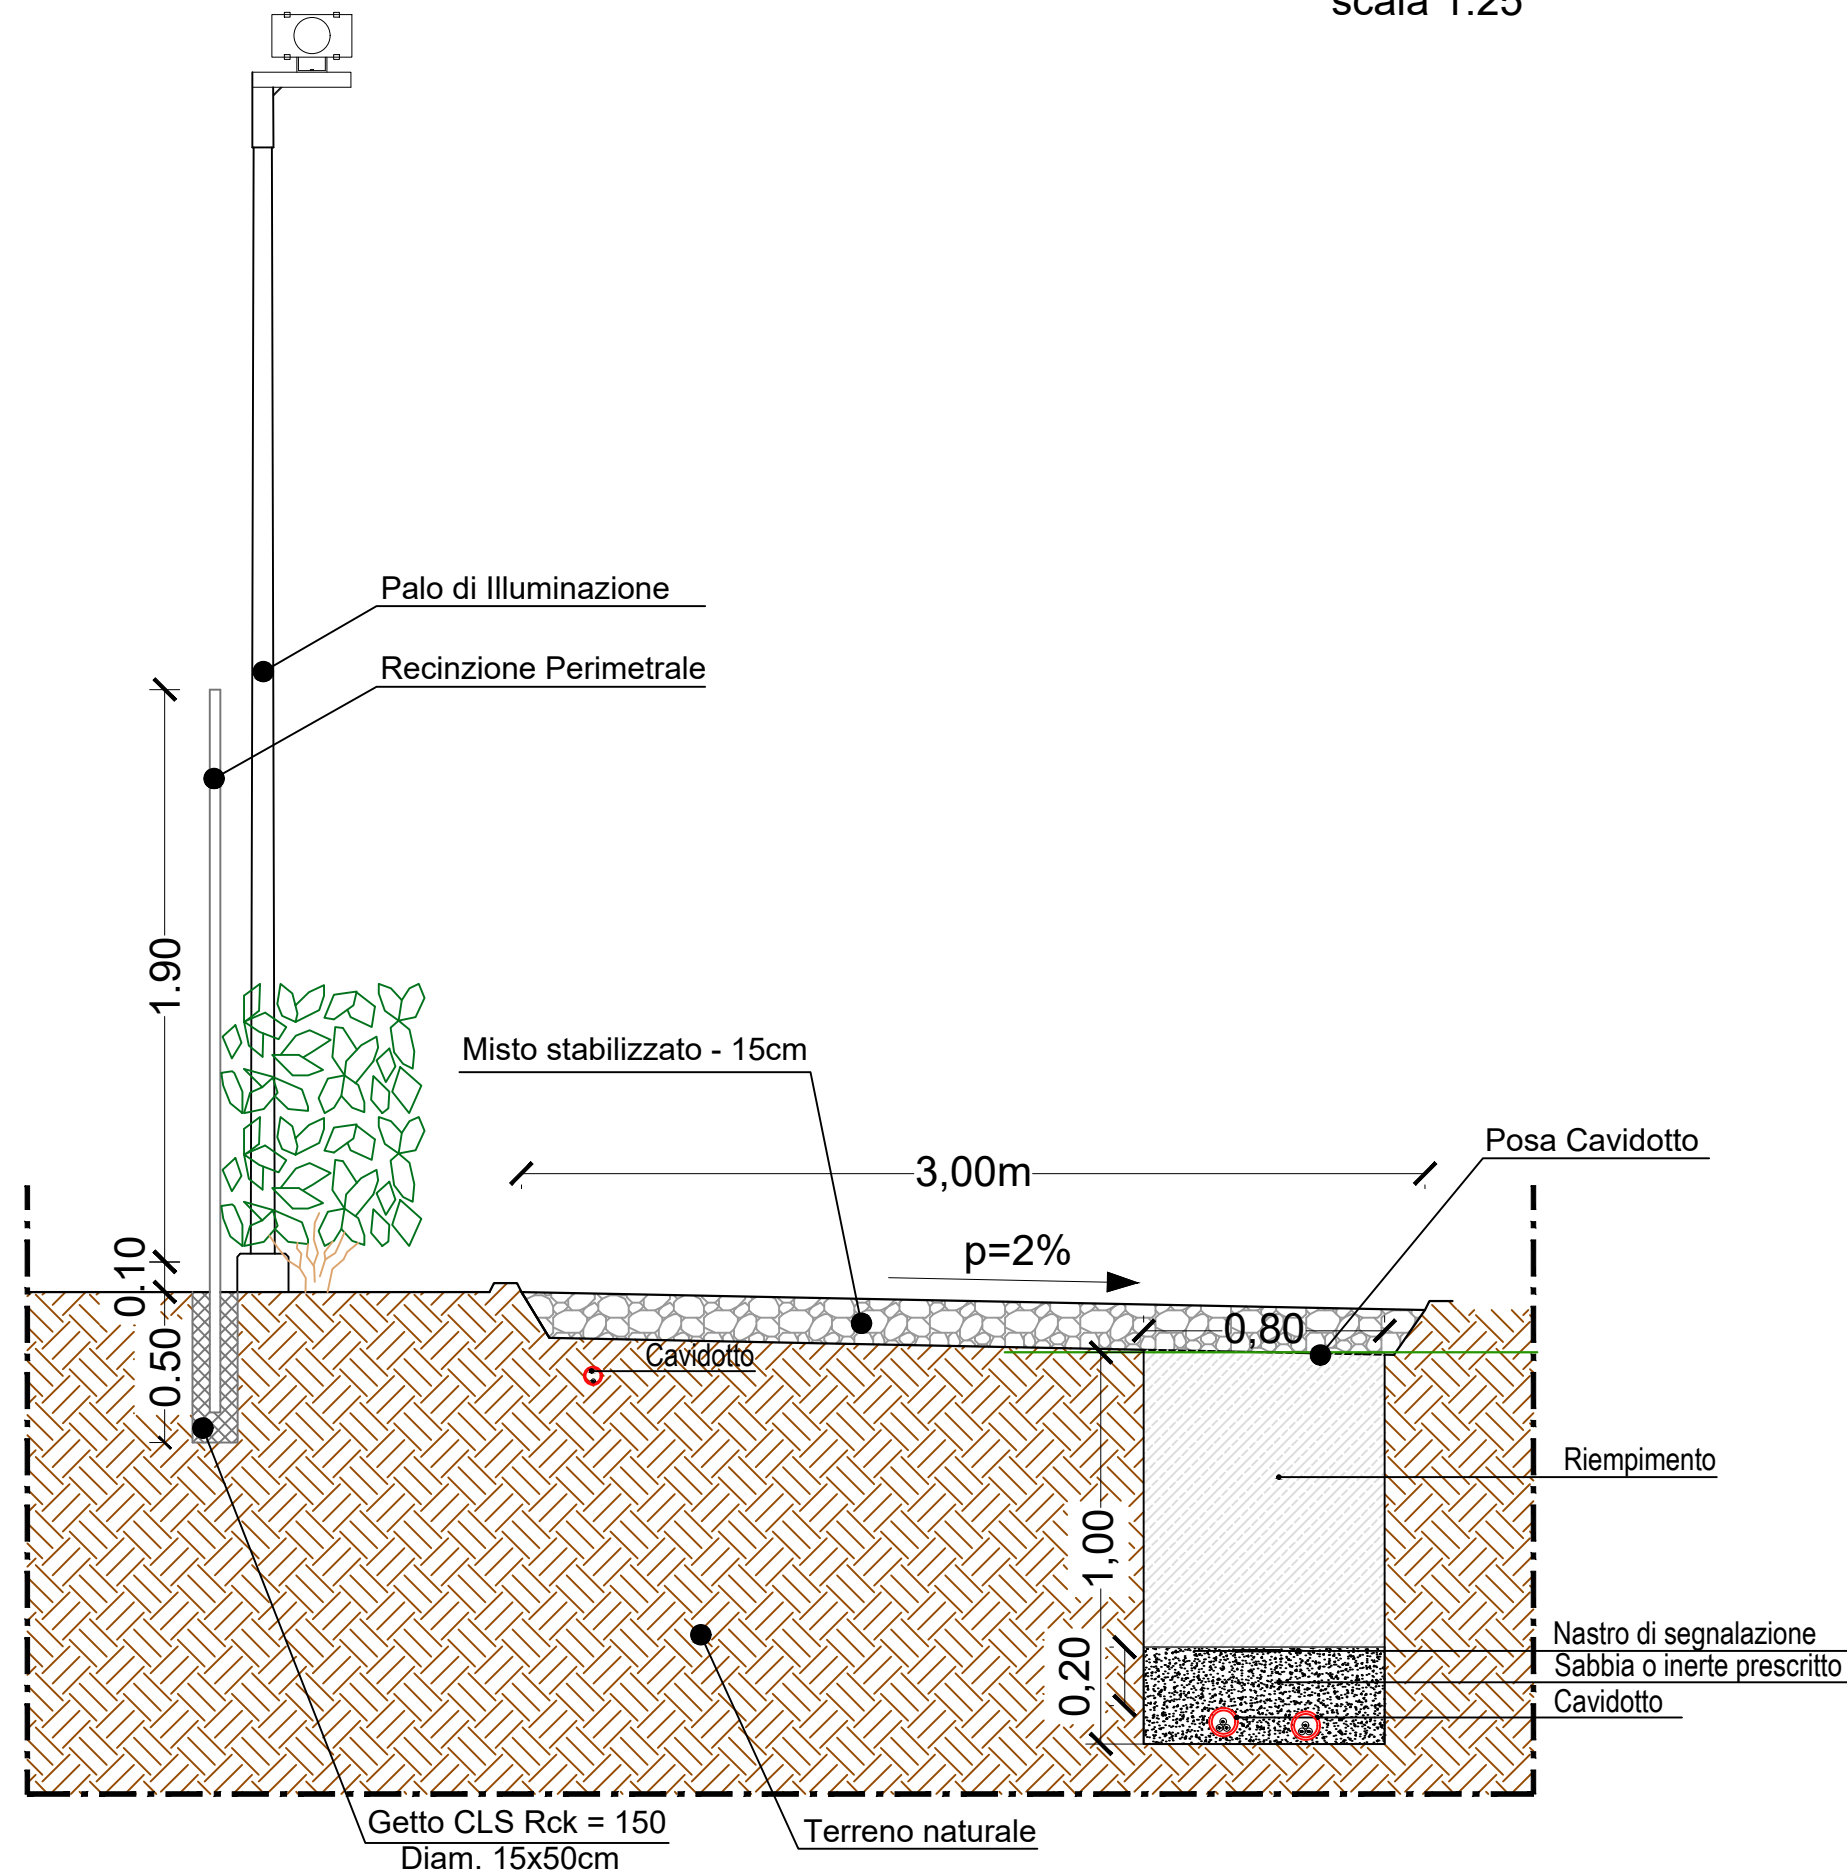 scala 1:25
Palo di Illuminazione
Recinzione Perimetrale
1.90
Misto stabilizzato - 15cm
Posa Cavidotto
3,00m
p=2%
0.10
0,80
Cavidotto
0.50
Riempimento
1,00
Nastro di segnalazione
0,20
Sabbia o inerte prescritto
Cavidotto
Getto CLS Rck = 150
Diam. 15x50cm
Terreno naturale